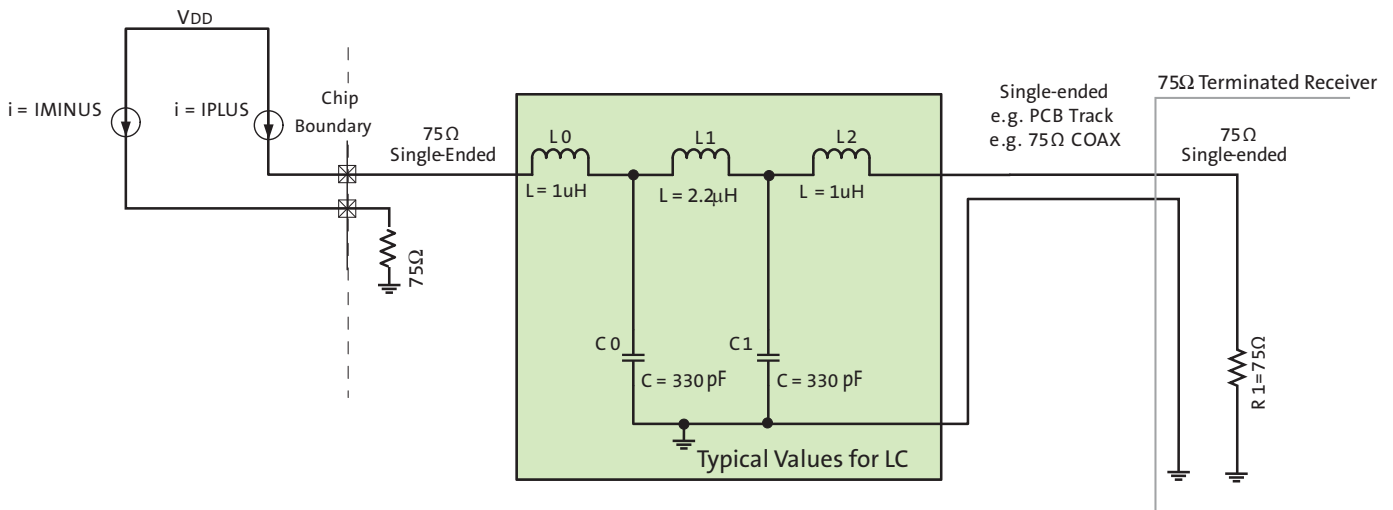 VDD
i = IMINUS
i = IPLUS
Chip
Boundary
75Ω
Single-Ended
75Ω
L0
L = 1uH
L1
L = 2.2μH
L2
L = 1uH
C0
C = 330 pF
C1
C = 330 pF
Typical Values for LC
Single-ended
e.g. PCB Track
e.g. 75Ω COAX
75Ω Terminated Receiver
75Ω
Single-ended
R1=75Ω